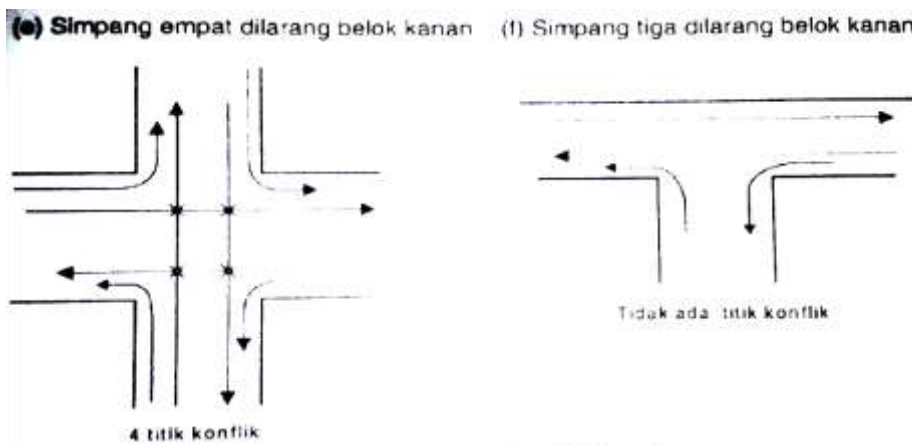 (e) Simpang empat dilarang belok kanan
(f) Simpang tiga dilarang belok kanan
Tidak ada titik konflik
4 titik konflik